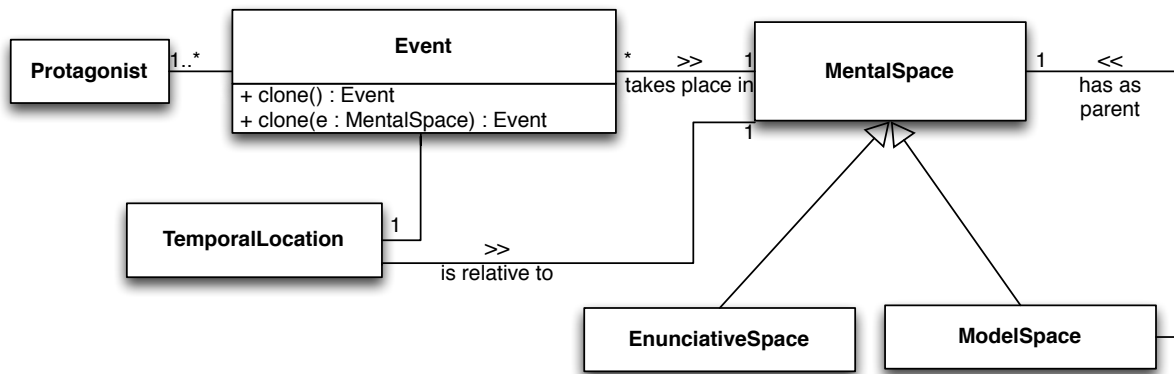 Event
Protagonist
1..*
+ clone() : Event
+ clone(e : MentalSpace) : Event
* >> 1
takes place in
MentalSpace
1
1 <<
has as
parent
TemporalLocation
1
>>
is relative to
EnunciativeSpace
ModelSpace